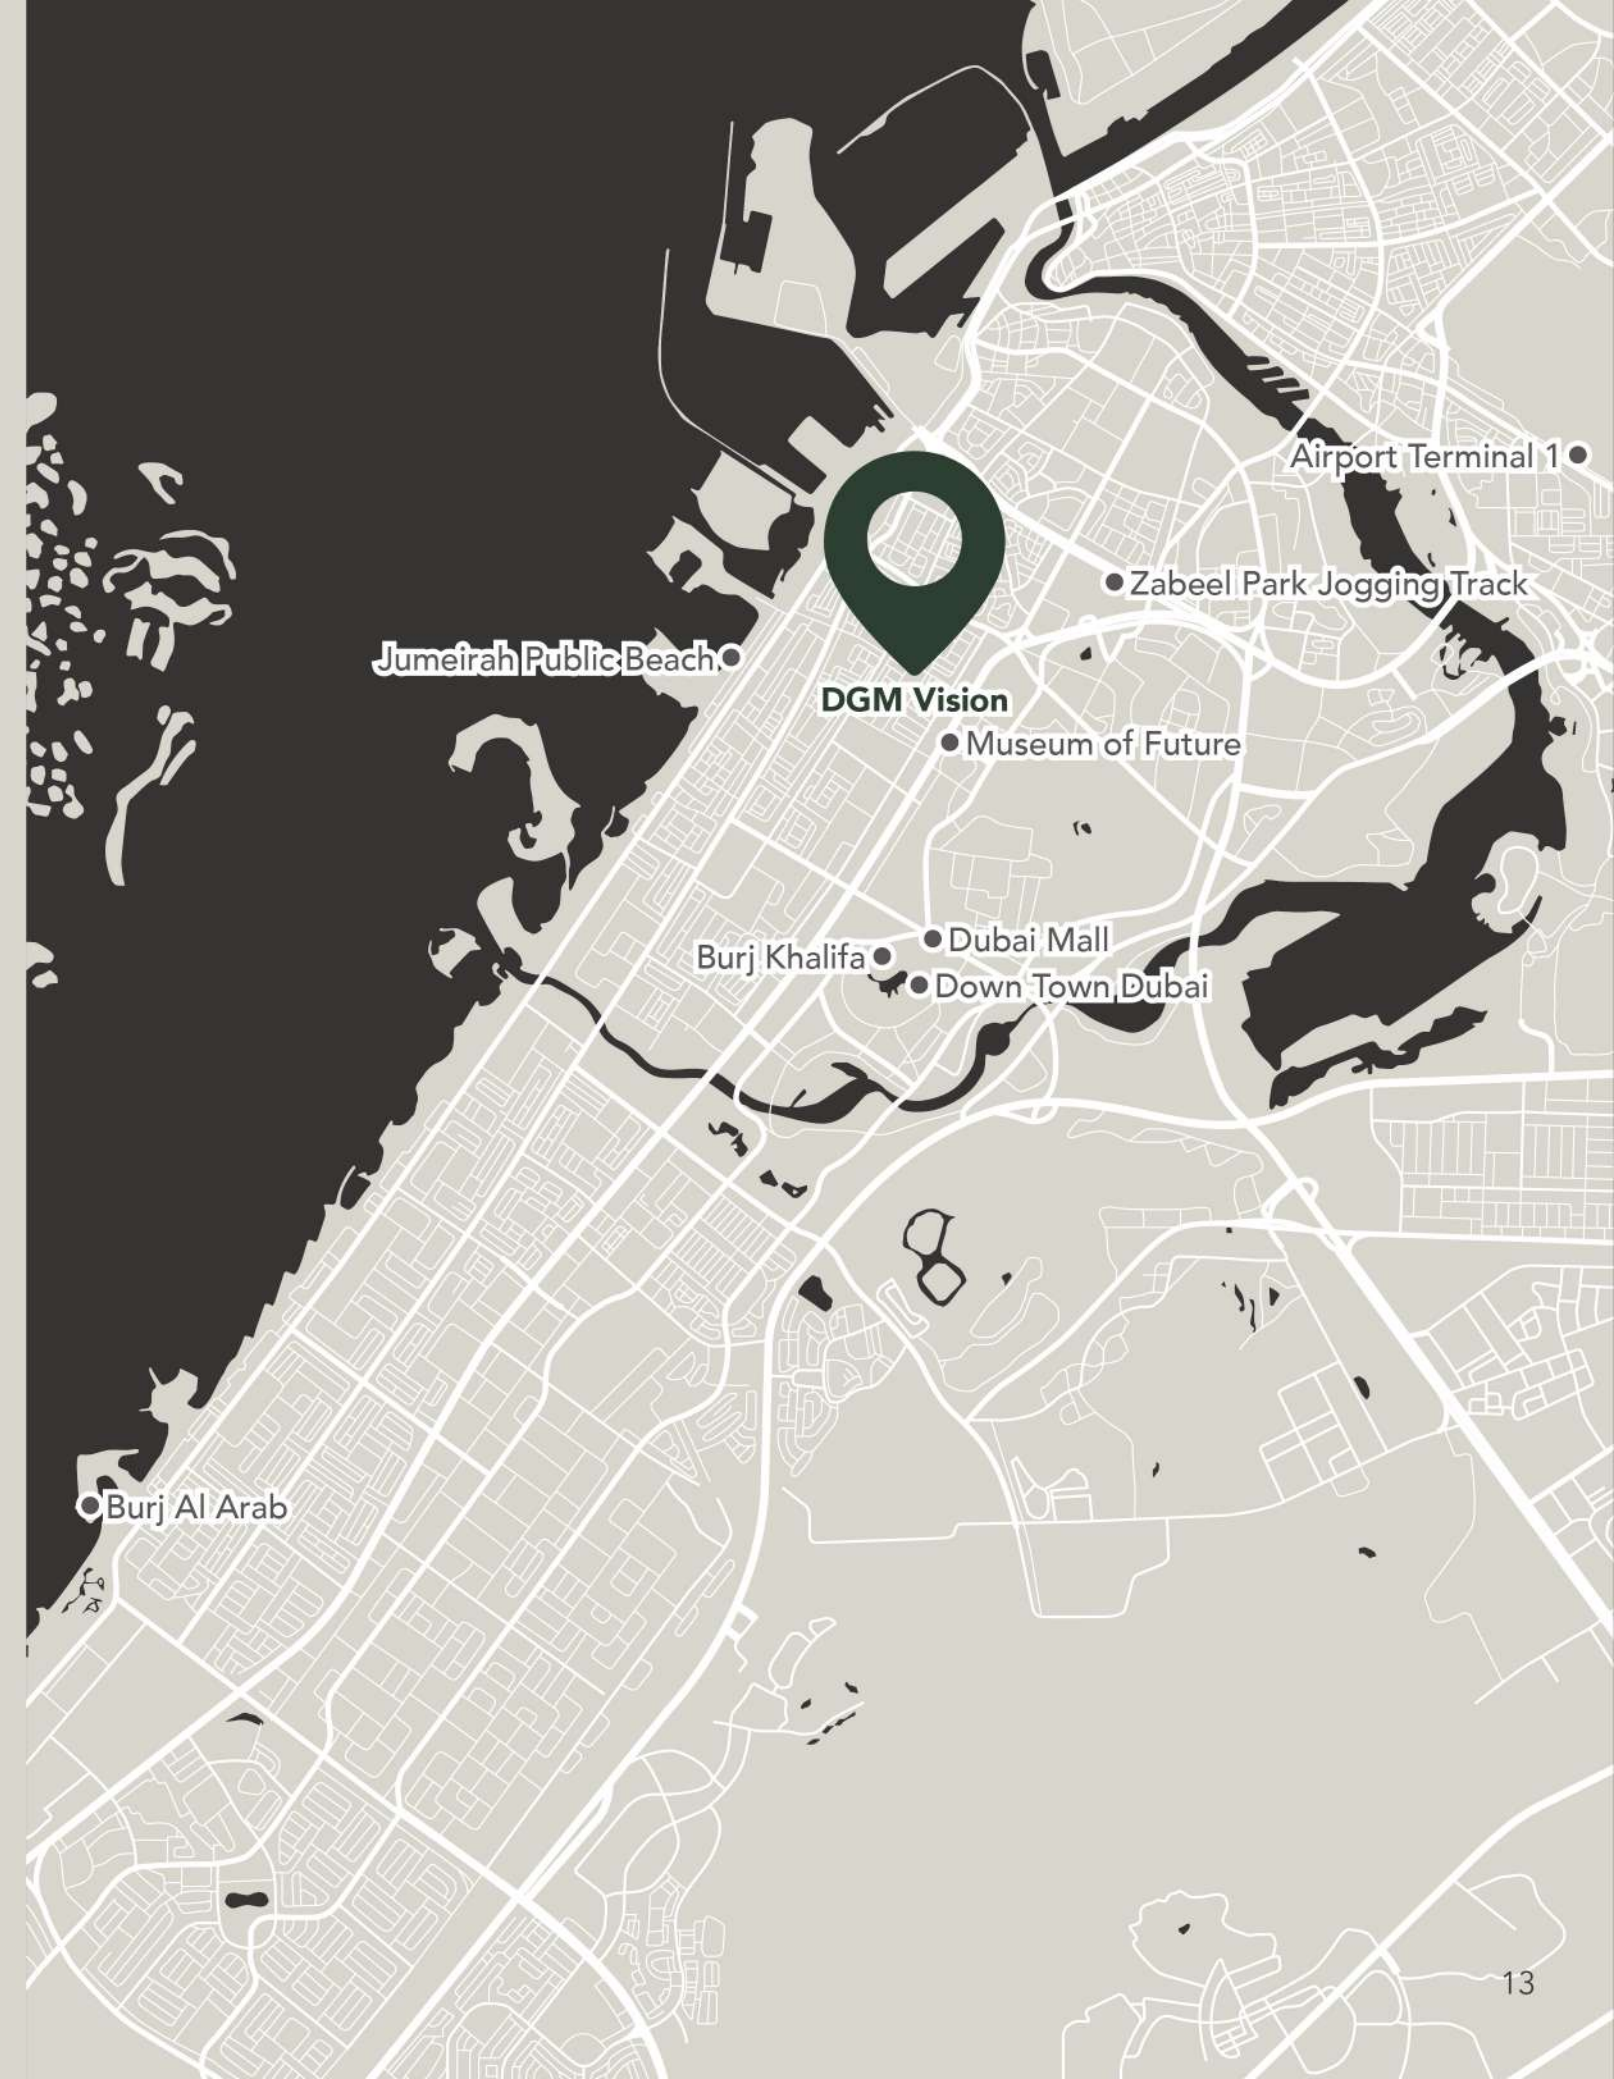 Airport Terminal 1
Zabeel Park Jogging Track
Jumeirah Public Beach
DGM Vision
Museum of Future
Dubai Mall
Burj Khalifa
Down Town Dubai
Burj Al Arab
13